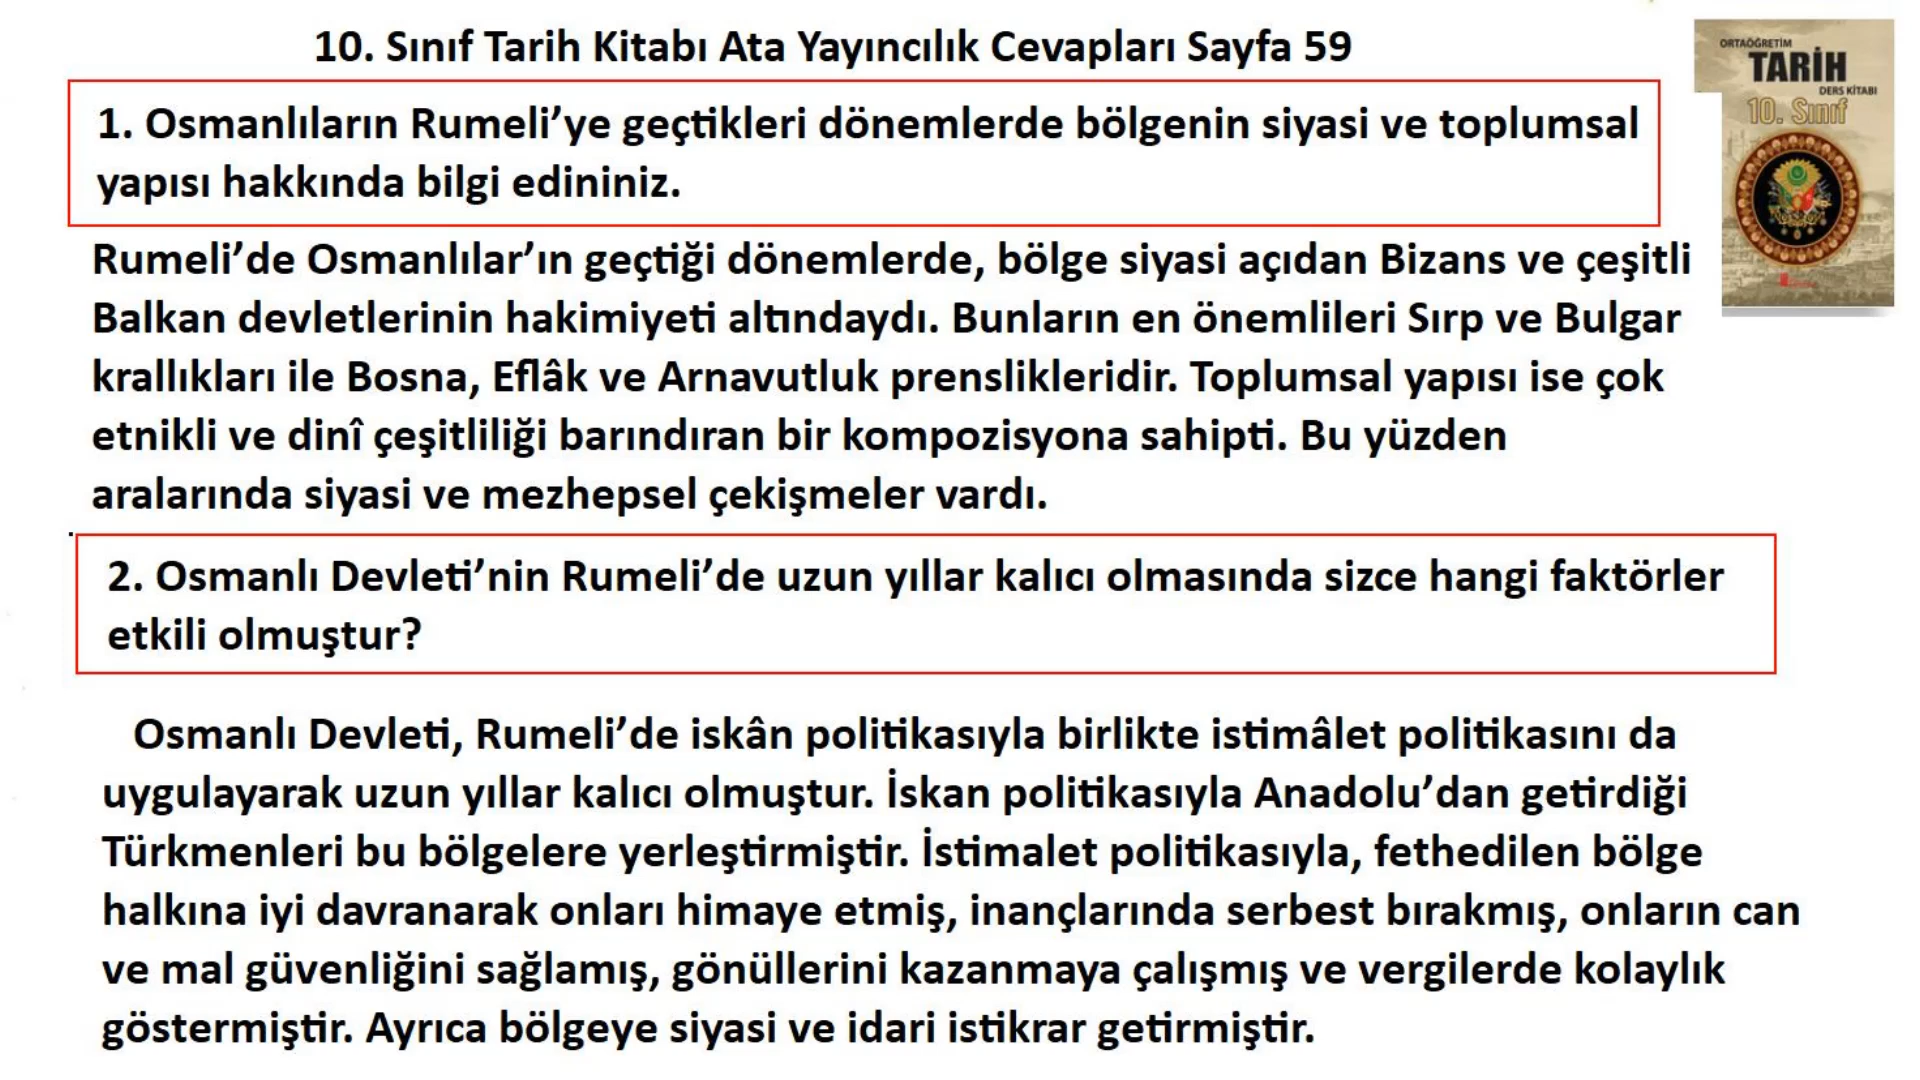 10. Sınıf Tarih Kitabı Ata Yayıncılık Cevapları Sayfa 59
ORTAÖĞRETİM
TARİH
DERS KİTABI
10. Sınıf
1. Osmanlıların Rumeli’ye geçtikleri dönemlerde bölgenin siyasi ve toplumsal
yapısı hakkında bilgi edininiz.
Rumeli’de Osmanlılar’ın geçtiği dönemlerde, bölge siyasi açıdan Bizans ve çeşitli
Balkan devletlerinin hakimiyeti altındaydı. Bunların en önemlileri Sırp ve Bulgar
krallıkları ile Bosna, Eflâk ve Arnavutluk prenslikleridir. Toplumsal yapısı ise çok
etnikli ve dinî çeşitliliği barındıran bir kompozisyona sahipti. Bu yüzden
aralarında siyasi ve mezhepsel çekişmeler vardı.
2. Osmanlı Devleti’nin Rumeli’de uzun yıllar kalıcı olmasında sizce hangi faktörler
etkili olmuştur?
Osmanlı Devleti, Rumeli’de iskân politikasıyla birlikte istimâlet politikasını da
uygulayarak uzun yıllar kalıcı olmuştur. İskan politikasıyla Anadolu’dan getirdiği
Türkmenleri bu bölgelere yerleştirmiştir. İstimalet politikasıyla, fethedilen bölge
halkına iyi davranarak onları himaye etmiş, inançlarında serbest bırakmış, onların can
ve mal güvenliğini sağlamış, gönüllerini kazanmaya çalışmış ve vergilerde kolaylık
göstermiştir. Ayrıca bölgeye siyasi ve idari istikrar getirmiştir.